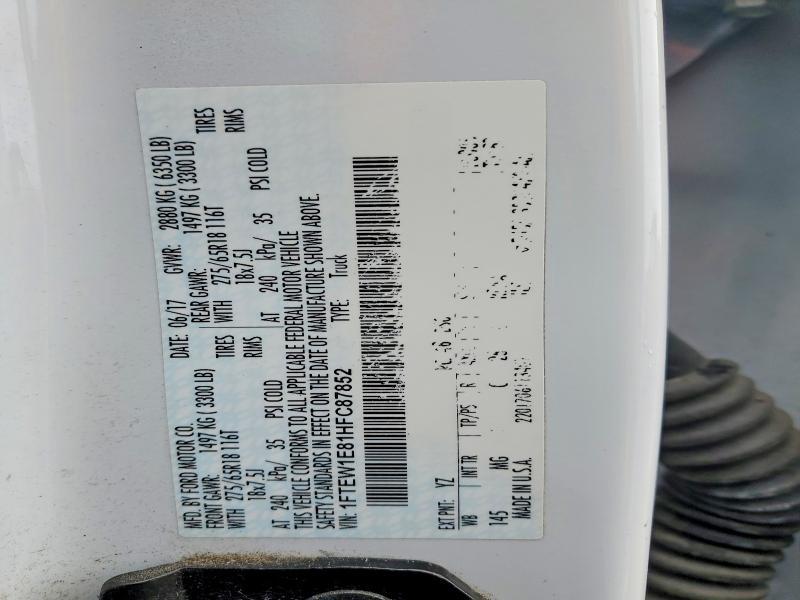 MFD. BY FORD MOTOR CO. DATE: 06/17 GVWR: 2880 KG ( 6350 LB)
FRONT GAWR: 1497 KG ( 3300 LB) REAR GAWR: 1497 KG ( 3300 LB)
WITH 275/65R18 116T TIRES WITH 275/65R18 116T TIRES
18x7.5J RIMS 18x7.5J RIMS
AT 240 kPa/ 35 PSI COLD AT 240 kPa/ 35 PSI COLD
THIS VEHICLE CONFORMS TO ALL APPLICABLE FEDERAL MOTOR VEHICLE
SAFETY STANDARDS IN EFFECT ON THE DATE OF MANUFACTURE SHOWN ABOVE.
VIN: 1FTEW1E81HFC87852 TYPE: Truck
EXT PNT: YZ
WB INT TR TP/PS R
145 MG C
MADE IN U.S.A.